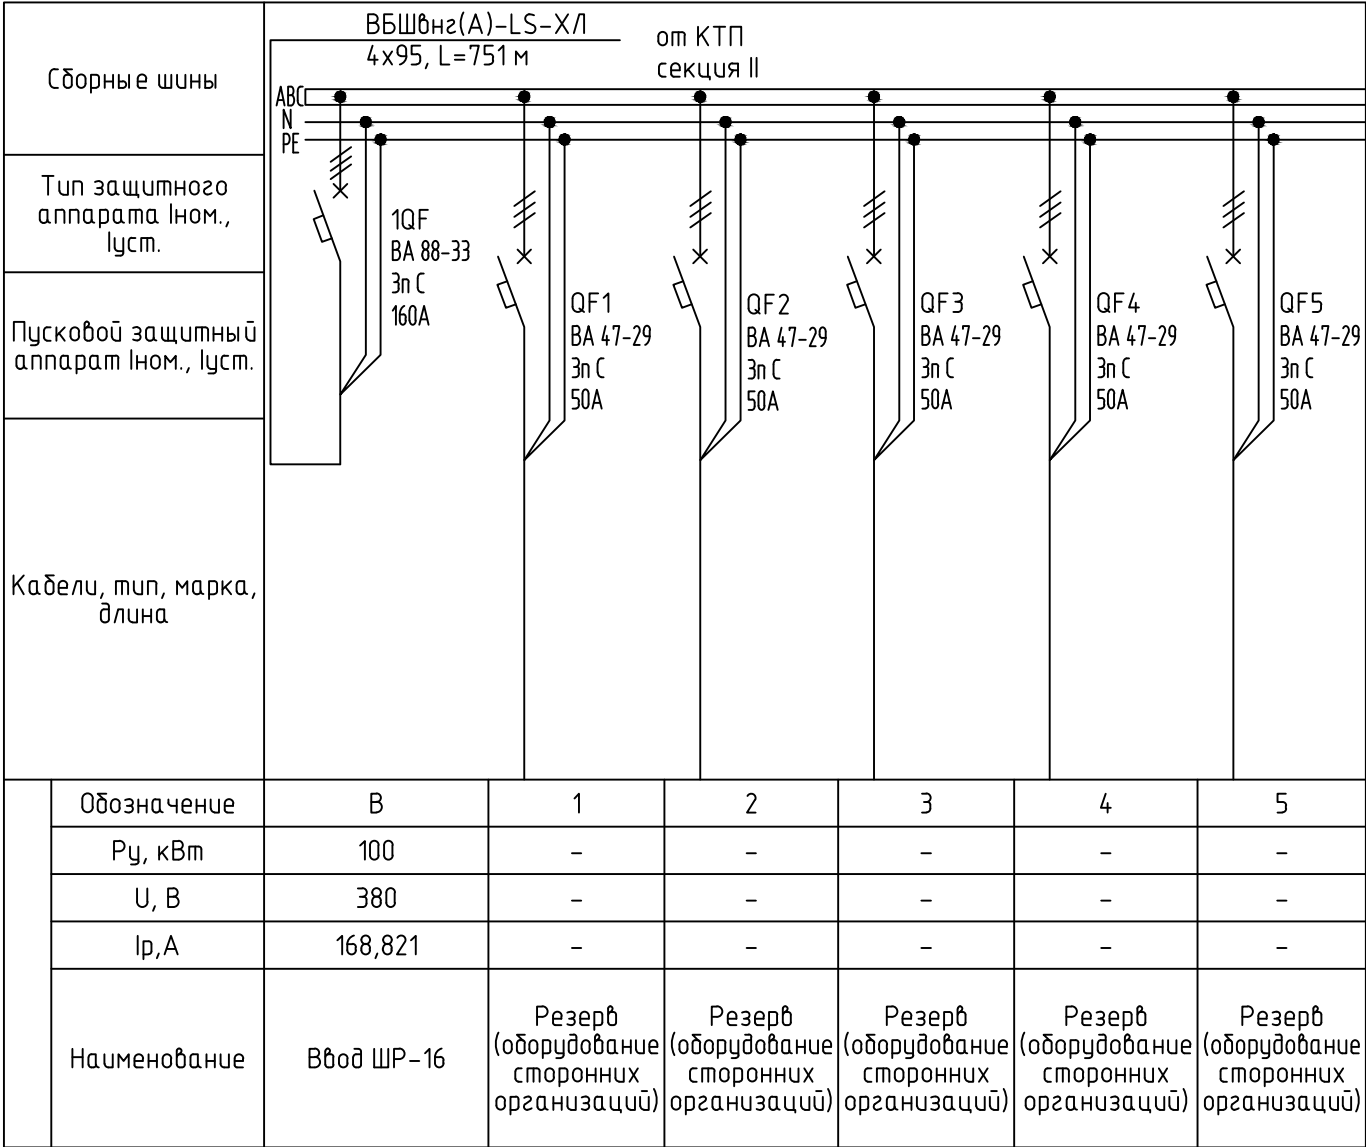 Сборные шины
ВБШвнг(А)-LS-ХЛ
4х95, L=751 м
от КТП
секция II
ABC
N
PE
Тип защитного
аппарата Iном.,
Iуст.
Пусковой защитный
аппарат Iном., Iуст.
Кабели, тип, марка,
длина
1QF
ВА 88-33
3п С
160А
QF1
ВА 47-29
3п С
50А
QF2
ВА 47-29
3п С
50А
QF3
ВА 47-29
3п С
50А
QF4
ВА 47-29
3п С
50А
QF5
ВА 47-29
3п С
50А
Обозначение В 1 2 3 4 5
Ру, кВт 100 - - - - -
U, В 380 - - - - -
Iр,А 168,821 - - - - -
Наименование
Ввод ШР-16
Резерв
(оборудование
сторонних
организаций)
Резерв
(оборудование
сторонних
организаций)
Резерв
(оборудование
сторонних
организаций)
Резерв
(оборудование
сторонних
организаций)
Резерв
(оборудование
сторонних
организаций)